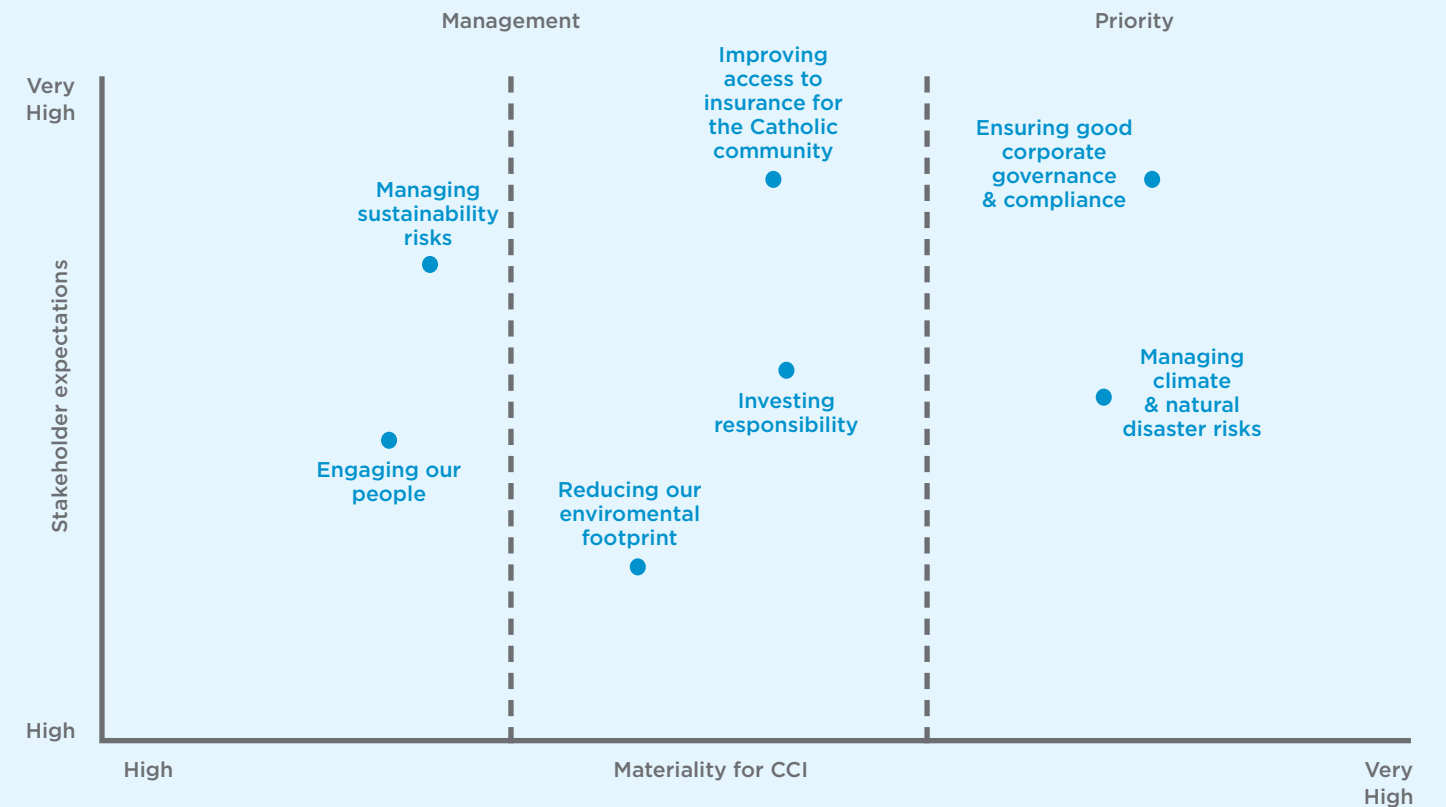 Management
Priority
Very
High
Improving
access to
insurance for
the Catholic
community
Ensuring good
corporate
governance
& compliance
Managing
sustainability
risks
Stakeholder expectations
Managing
climate
& natural
disaster risks
Investing
responsibility
Engaging our
people
Reducing our
enviromental
footprint
High
High
Materiality for CCI
Very
High